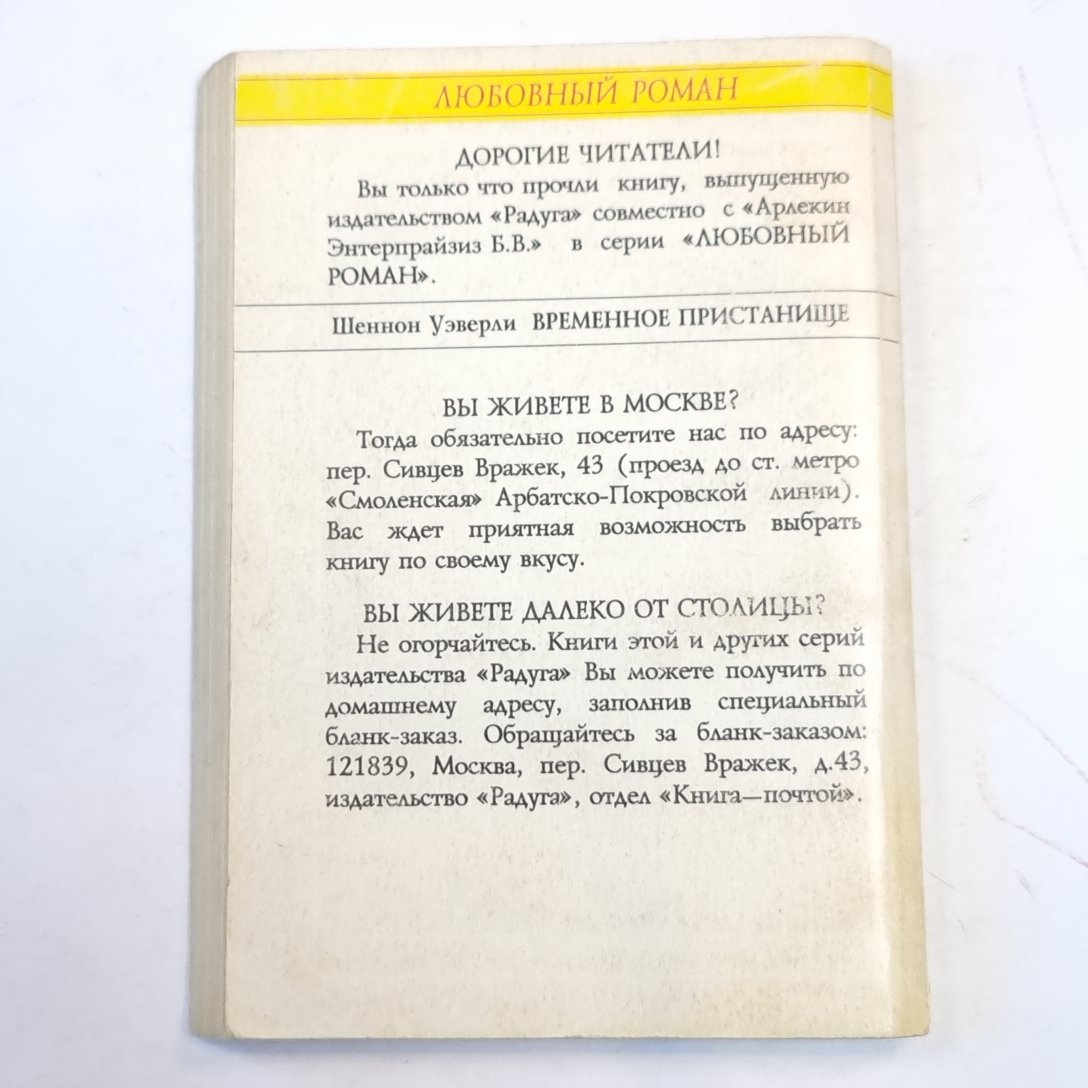 ЛЮБОВНЫЙ РОМАН
ДОРОГИЕ ЧИТАТЕЛИ!
Вы только что прочли книгу, выпущенную
издательством «Радуга» совместно с «Арлекин
Энтерпрайзиз Б.В.» в серии «ЛЮБОВНЫЙ
РОМАН».
Шеннон Уэверли ВРЕМЕННОЕ ПРИСТАНИЩЕ
ВЫ ЖИВЕТЕ В МОСКВЕ?
Тогда обязательно посетите нас по адресу:
пер. Сивцев Вражек, 43 (проезд до ст. метро
«Смоленская» Арбатско-Покровской линии).
Вас ждет приятная возможность выбрать
книгу по своему вкусу.
ВЫ ЖИВЕТЕ ДАЛЕКО ОТ СТОЛИЦЫ?
Не огорчайтесь. Книги этой и других серий
издательства «Радуга» Вы можете получить по
домашнему адресу, заполнив специальный
бланк-заказ. Обращайтесь за бланк-заказом:
121839, Москва, пер. Сивцев Вражек, д.43,
издательство «Радуга», отдел «Книга—почтой».